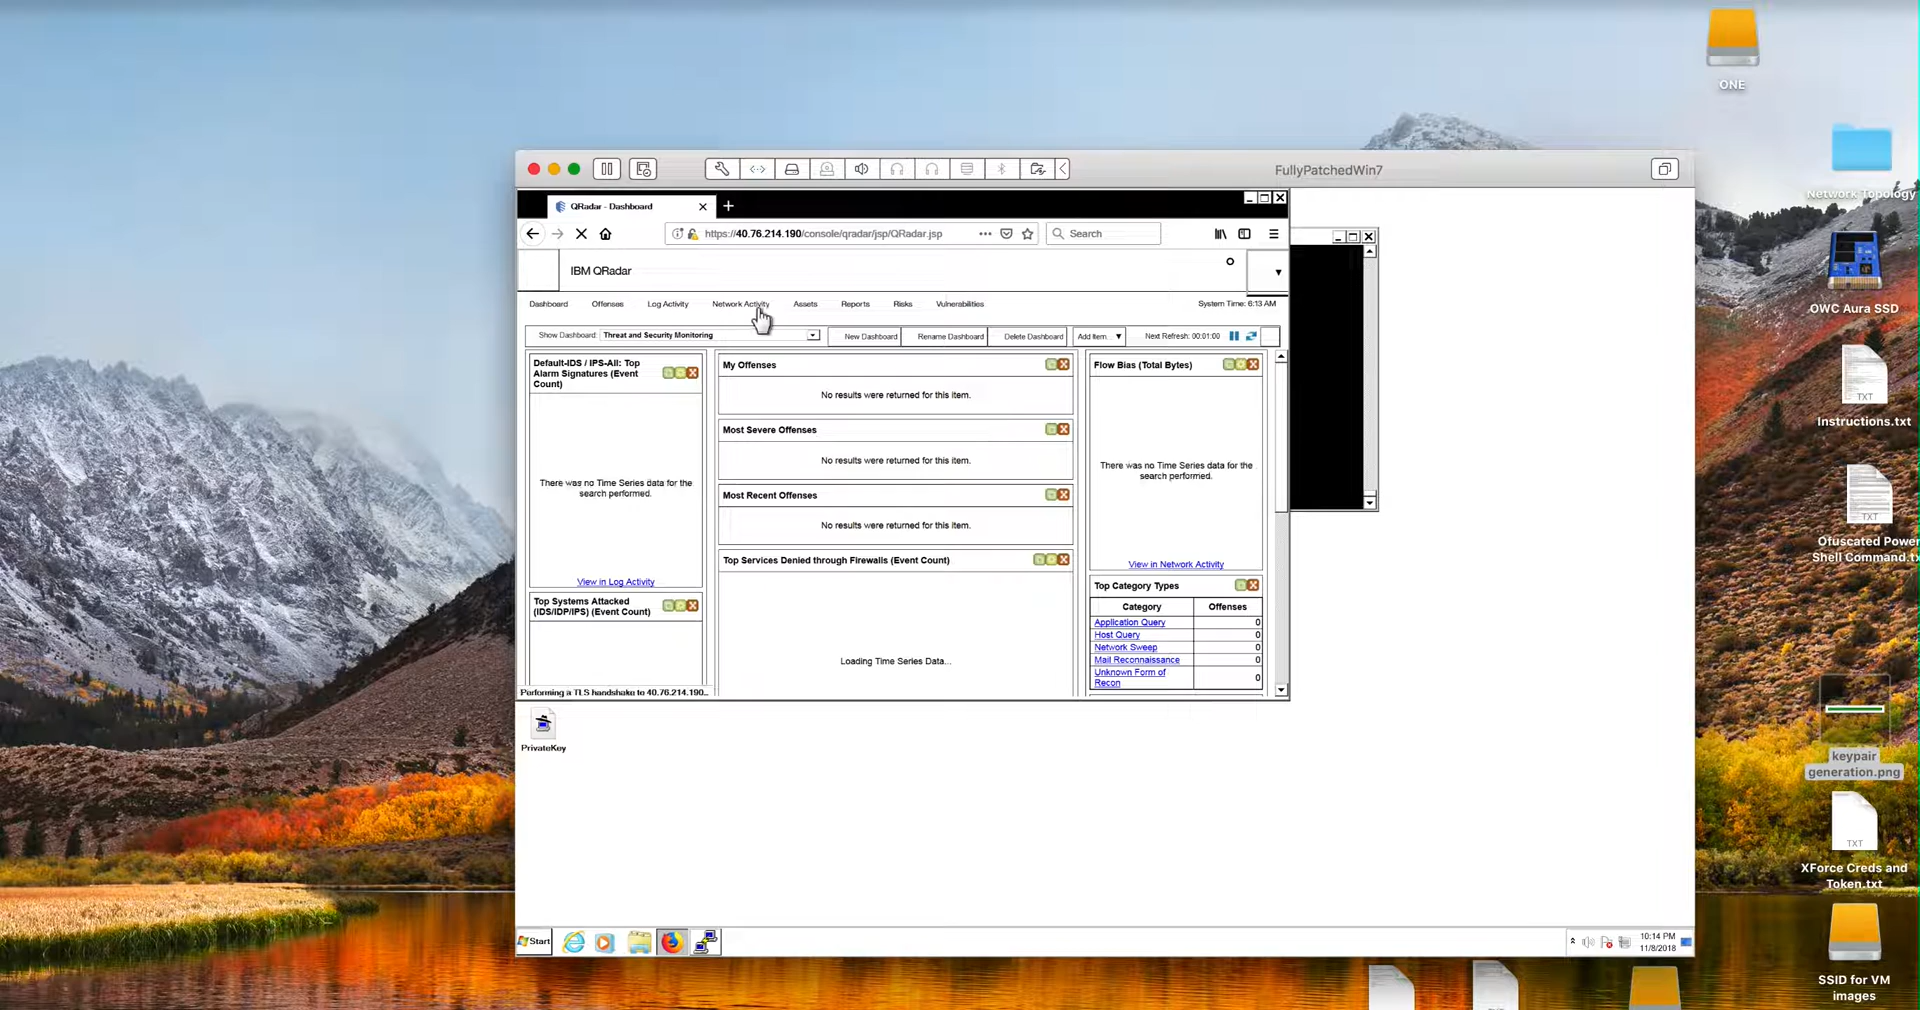 ONE
FullyPatchedWin7
Network Topology
QRadar - Dashboard
https://40.76.214.190/console/qradar/jsp/QRadar.jsp
Search
IBM QRadar
Dashboard Offenses Log Activity Network Activity Assets Reports Risks Vulnerabilities System Time: 6:13 AM
Show Dashboard: Threat and Security Monitoring New Dashboard Rename Dashboard Delete Dashboard Add Item... Next Refresh: 00:01:00
Default-IDS / IPS-All: Top
Alarm Signatures (Event
Count)
There was no Time Series data for the
search performed.
View in Log Activity
Top Systems Attacked
(IDS/IDP/IPS) (Event Count)
Performing a TLS handshake to 40.76.214.190...
My Offenses
No results were returned for this item.
Most Severe Offenses
No results were returned for this item.
Most Recent Offenses
No results were returned for this item.
Top Services Denied through Firewalls (Event Count)
Loading Time Series Data...
Flow Bias (Total Bytes)
There was no Time Series data for the
search performed.
View in Network Activity
Top Category Types
Category Offenses
Application Query 0
Host Query 0
Network Sweep 0
Mail Reconnaissance 0
Unknown Form of
Recon 0
PrivateKey
Start
10:14 PM
11/8/2018
OWC Aura SSD
TXT
Instructions.txt
TXT
Ofuscated Power
Shell Command.tx
keypair
generation.png
TXT
XForce Creds and
Token.txt
SSID for VM
images